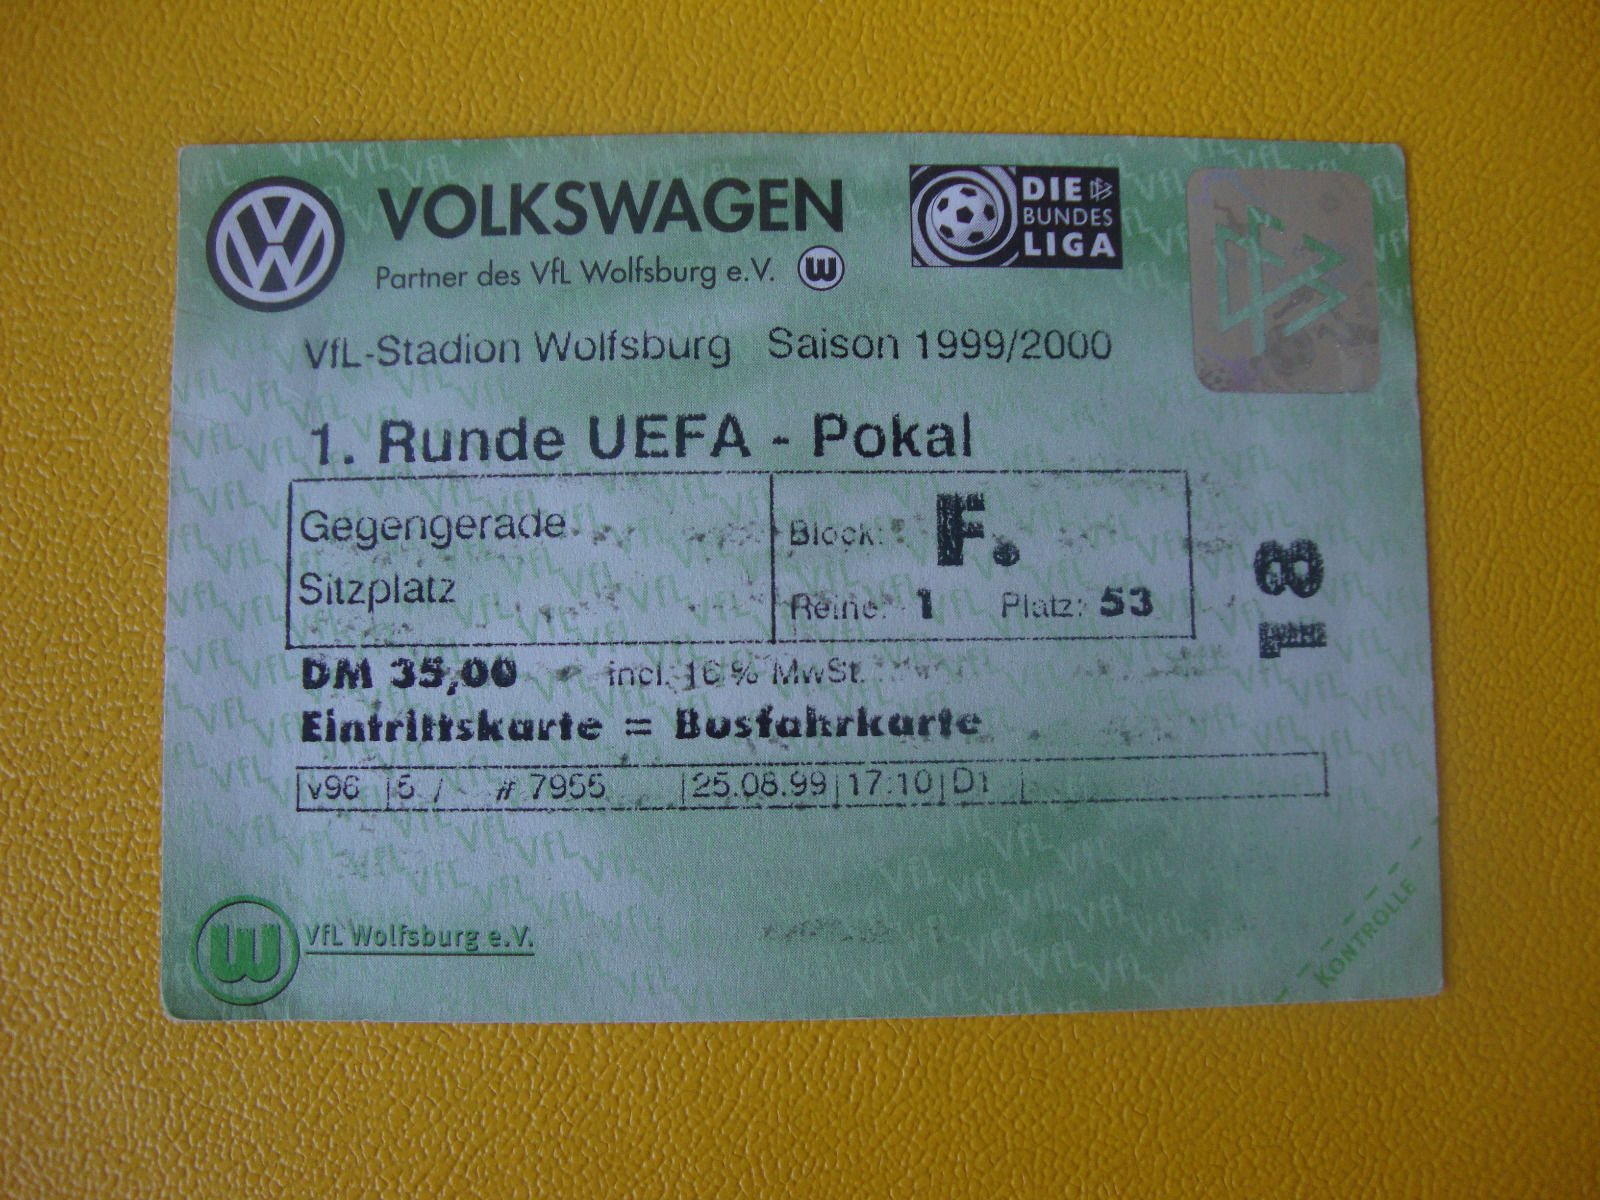 VOLKSWAGEN
Partner des VfL Wolfsburg e.V.
DIE
BUNDES
LIGA
VfL-Stadion Wolfsburg Saison 1999/2000
1. Runde UEFA - Pokal
Gegengerade
Sitzplatz
Block: F.
Reihe: 1 Platz: 53
18
DM 35,00 incl. 16 % MwSt.
Eintrittskarte = Busfahrkarte
v96 5 / # 7955 25.08.99 17:10 D1
VfL Wolfsburg e.V.
KONTROLLE